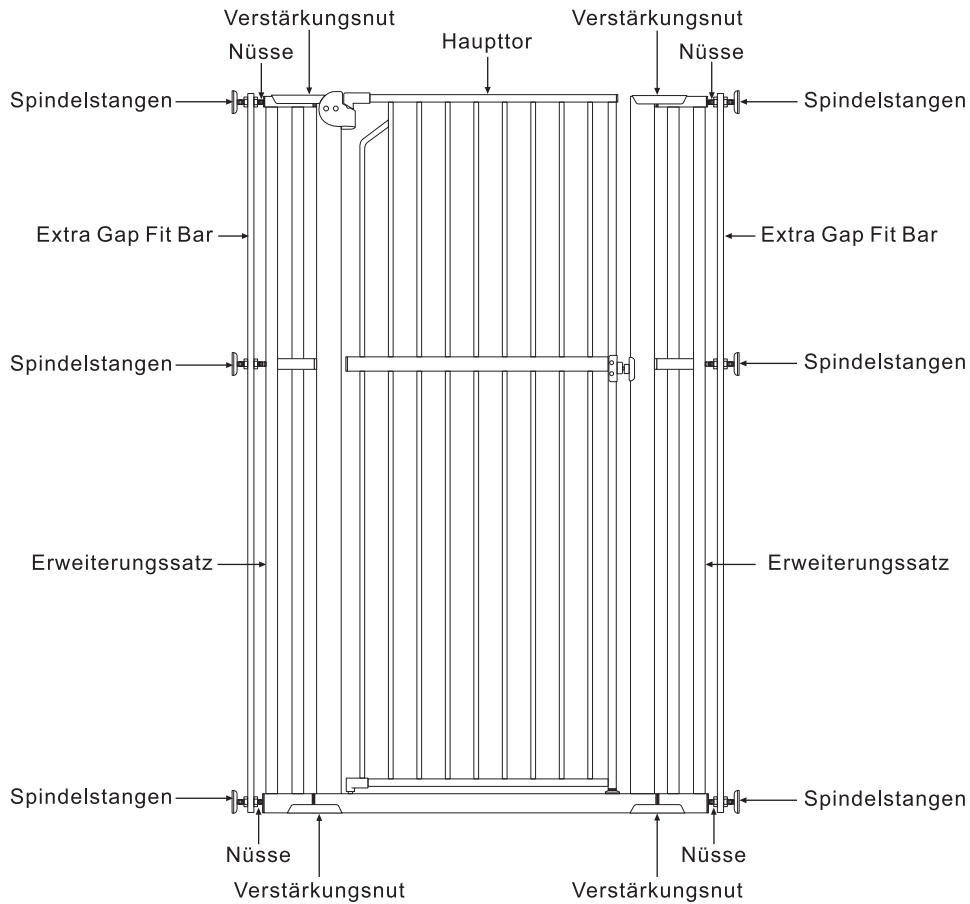 Verstärkungsnut
Verstärkungsnut
Nüsse
Haupttor
Nüsse
Spindelstangen
Spindelstangen
Extra Gap Fit Bar
Extra Gap Fit Bar
Spindelstangen
Spindelstangen
Erweiterungssatz
Erweiterungssatz
Spindelstangen
Spindelstangen
Nüsse
Nüsse
Verstärkungsnut
Verstärkungsnut